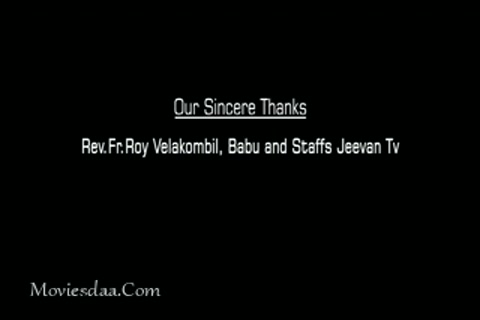 Our Sincere Thanks
Rev.Fr.Roy Velakombil, Babu and Staffs Jeevan Tv
Moviesdaa.Com